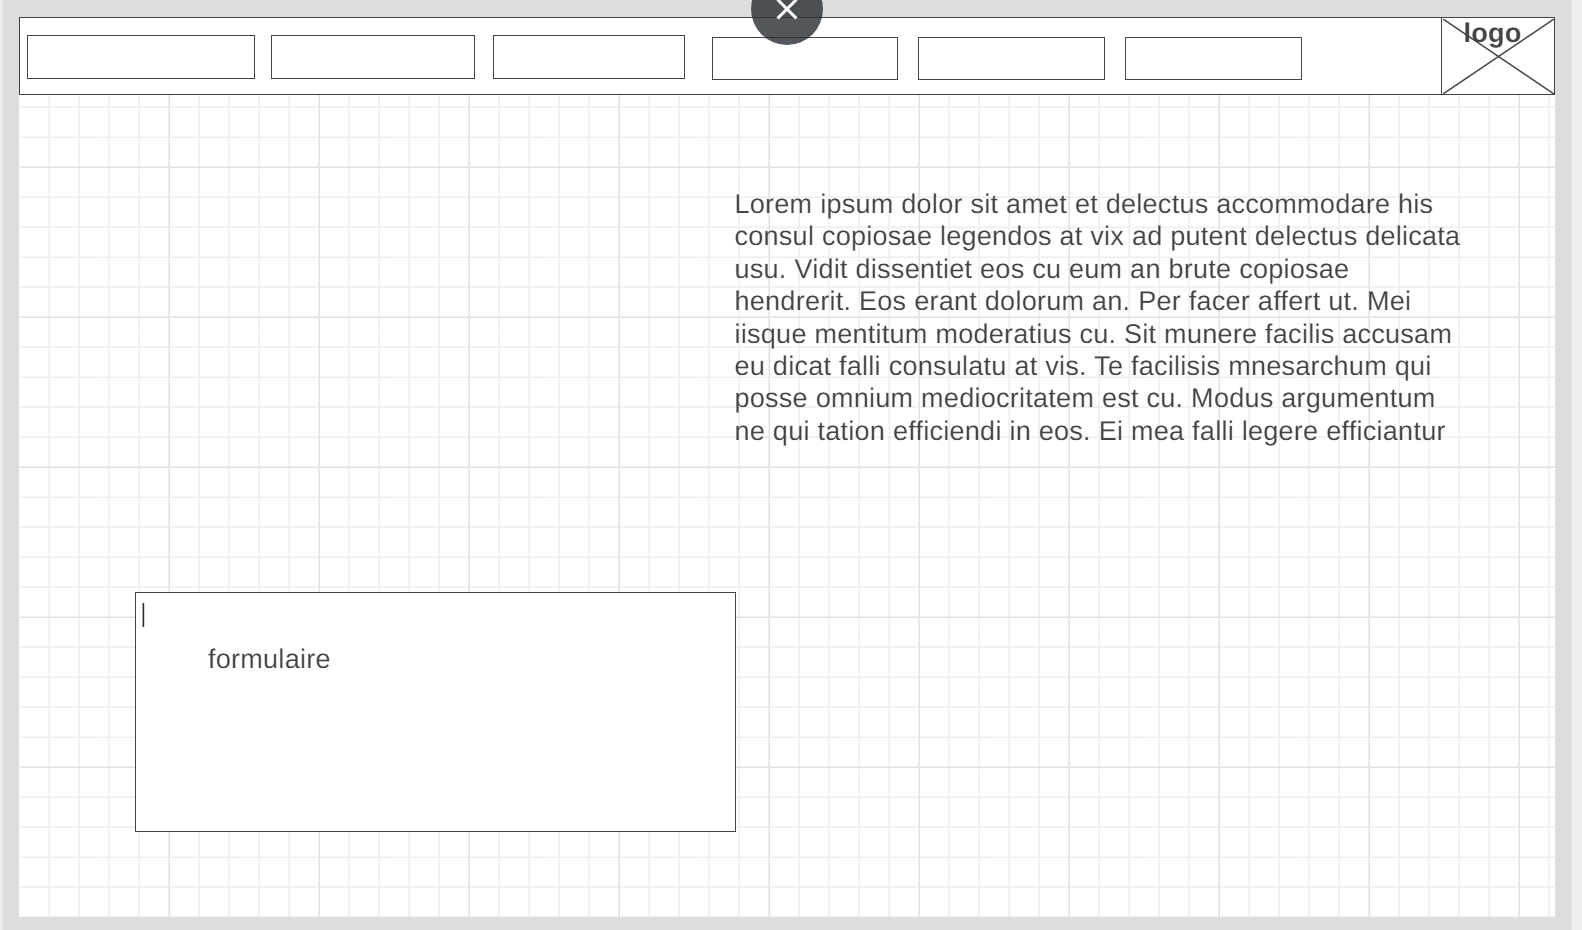 logo
Lorem ipsum dolor sit amet et delectus accommodare his
consul copiosae legendos at vix ad putent delectus delicata
usu. Vidit dissentiet eos cu eum an brute copiosae
hendrerit. Eos erant dolorum an. Per facer affert ut. Mei
iisque mentitum moderatius cu. Sit munere facilis accusam
eu dicat falli consulatu at vis. Te facilisis mnesarchum qui
posse omnium mediocritatem est cu. Modus argumentum
ne qui tation efficiendi in eos. Ei mea falli legere efficiantur
formulaire